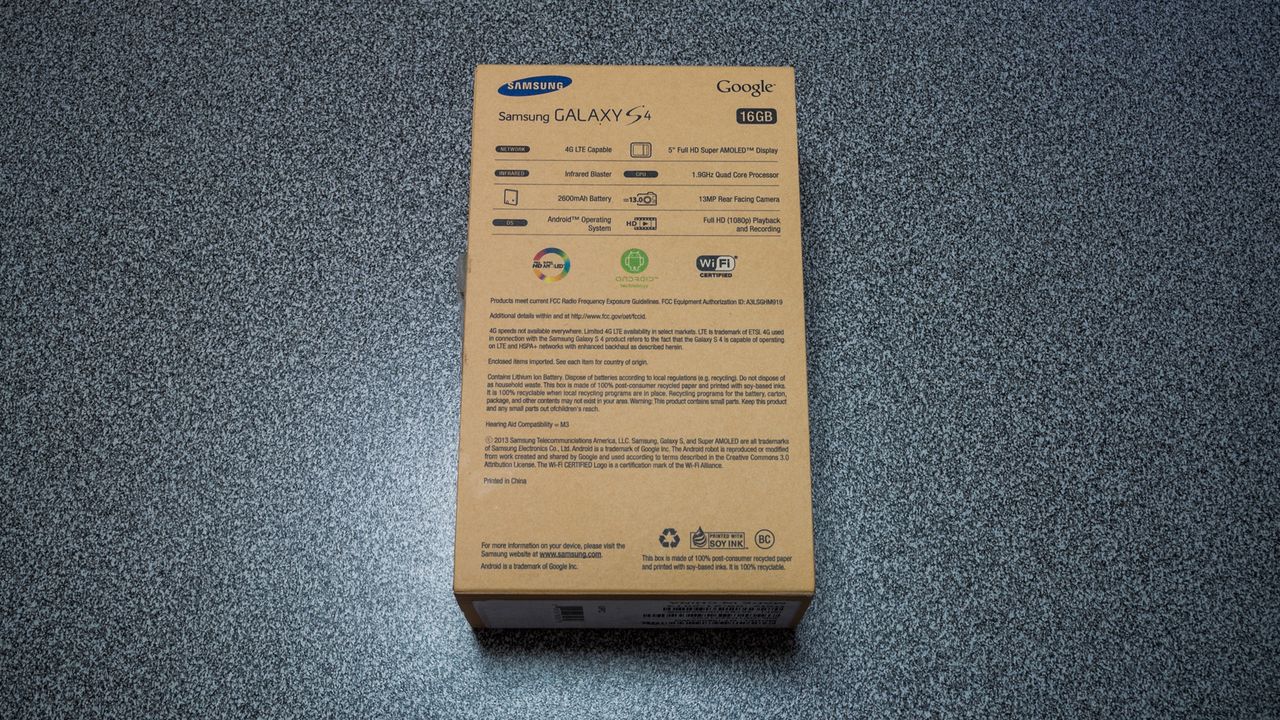 SAMSUNG
Google
Samsung GALAXY S4
16GB
NETWORK
4G LTE Capable
5" Full HD Super AMOLED™ Display
INFRARED
Infrared Blaster
CPU
1.9GHz Quad Core Processor
2600mAh Battery
13.0
13MP Rear Facing Camera
OS
Android™ Operating
System
HD
Full HD (1080p) Playback
and Recording
HD AMOLED
ANDROID™
technology
Wi Fi
CERTIFIED
Products meet current FCC Radio Frequency Exposure Guidelines. FCC Equipment Authorization ID: A3LSGHM919
Additional details within and at http://www.fcc.gov/oet/fccid.
4G speeds not available everywhere. Limited 4G LTE availability in select markets. LTE is trademark of ETSI. 4G used
in connection with the Samsung Galaxy S 4 product refers to the fact that the Galaxy S 4 is capable of operating
on LTE and HSPA+ networks with enhanced backhaul as described herein.
Enclosed items imported. See each item for country of origin.
Contains Lithium Ion Battery. Dispose of batteries according to local regulations (e.g. recycling). Do not dispose of
as household waste. This box is made of 100% post-consumer recycled paper and printed with soy-based inks.
It is 100% recyclable when local recycling programs are in place. Recycling programs for the battery, carton,
package, and other contents may not exist in your area. Warning: This product contains small parts. Keep this product
and any small parts out ofchildren's reach.
Hearing Aid Compatibility = M3
© 2013 Samsung Telecommunciations America, LLC. Samsung, Galaxy S, and Super AMOLED are all trademarks
of Samsung Electronics Co., Ltd. Android is a trademark of Google Inc. The Android robot is reproduced or modified
from work created and shared by Google and used according to terms described in the Creative Commons 3.0
Attribution License. The Wi-Fi CERTIFIED Logo is a certification mark of the Wi-Fi Alliance.
Printed in China
PRINTED WITH
SOY INK
BC
For more information on your device, please visit the
Samsung website at www.samsung.com.
Android is a trademark of Google Inc.
This box is made of 100% post-consumer recycled paper
and printed with soy-based inks. It is 100% recyclable.